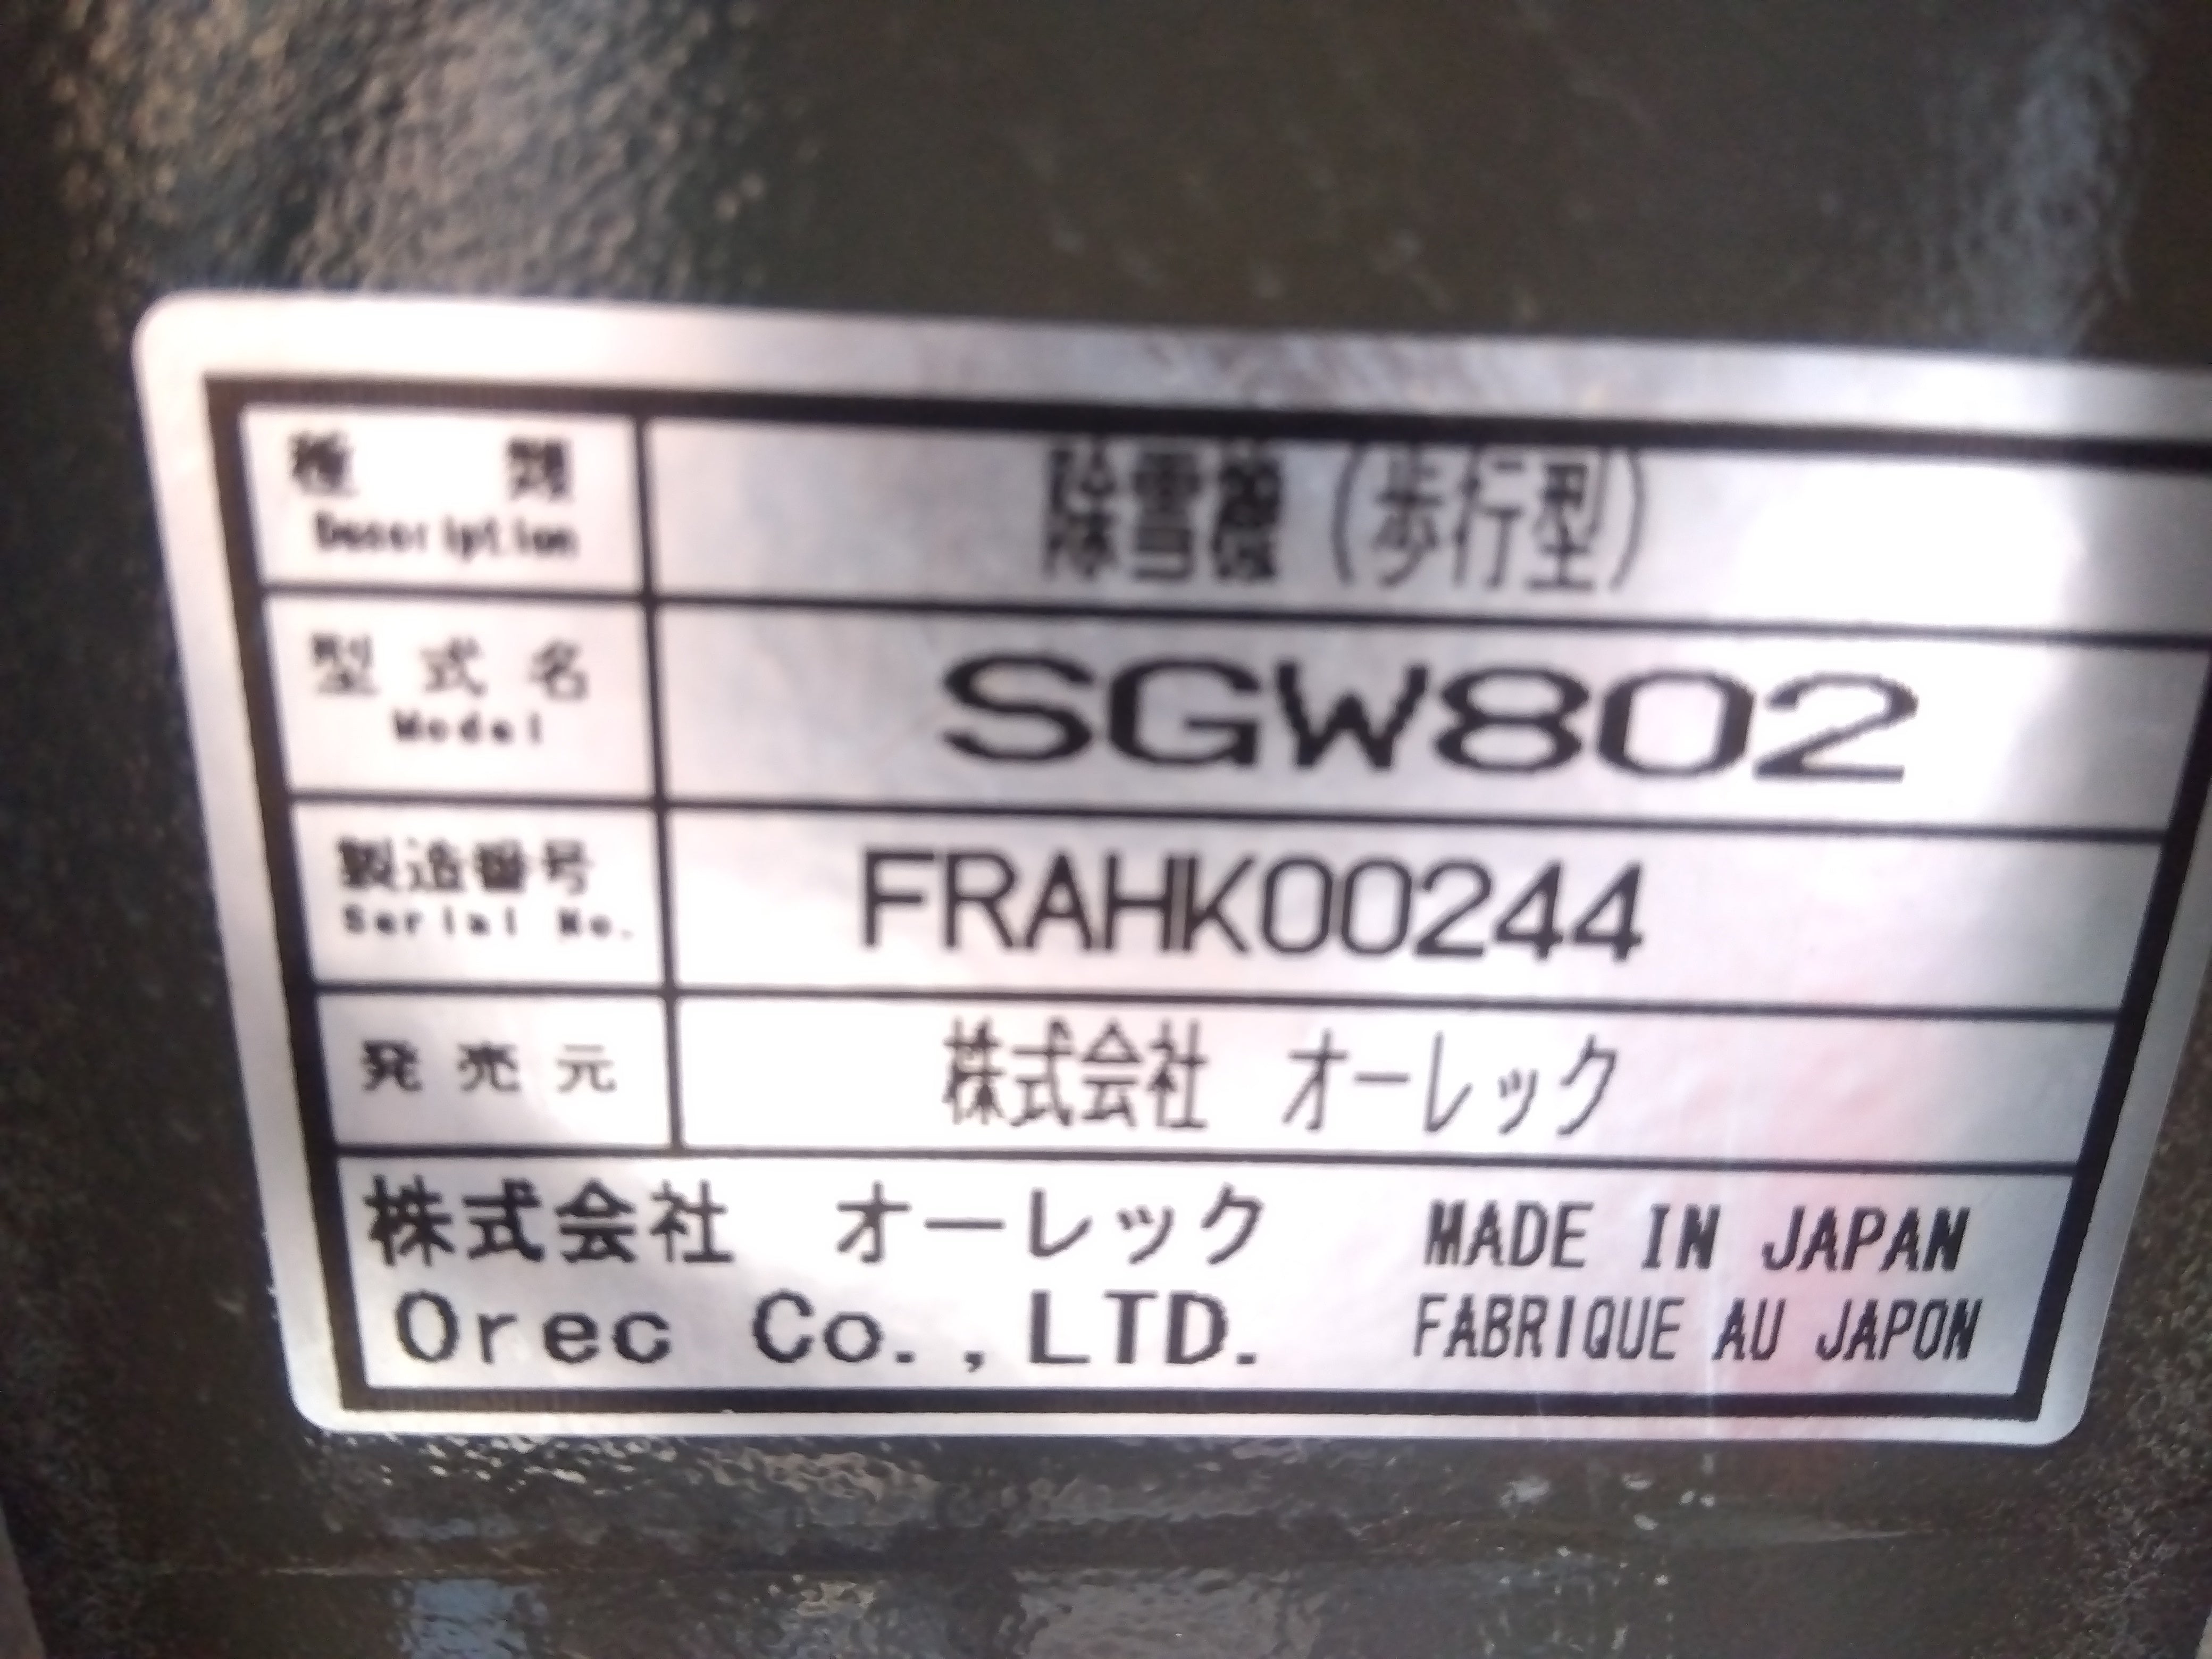 種 類 除雪機(歩行型)
Description
型式名 SGW802
Model
製造番号 FRAHK00244
Serial No.
発売元 株式会社 オーレック
株式会社 オーレック MADE IN JAPAN
Orec Co.,LTD. FABRIQUE AU JAPON